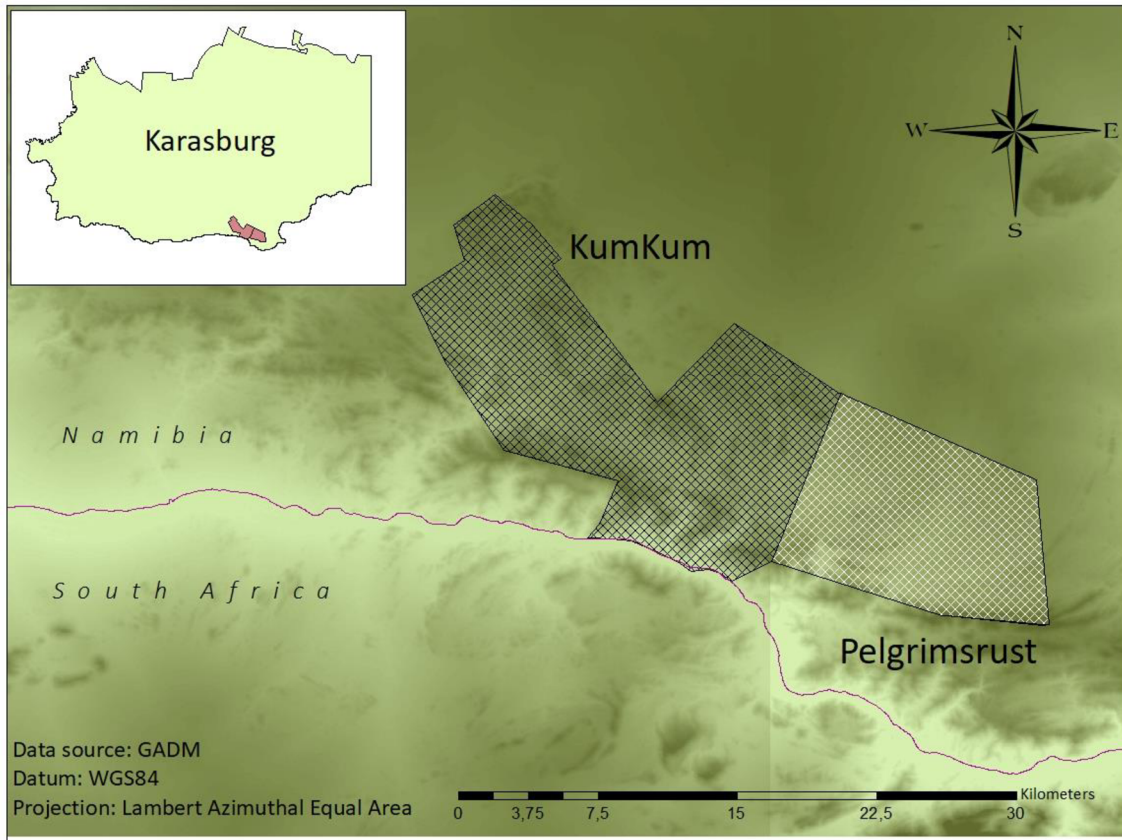 Karasburg
N
W E
S
KumKum
Namibia
South Africa
Pelgrimsrust
Data source: GADM
Datum: WGS84
Projection: Lambert Azimuthal Equal Area
Kilometers
0 3,75 7,5 15 22,5 30